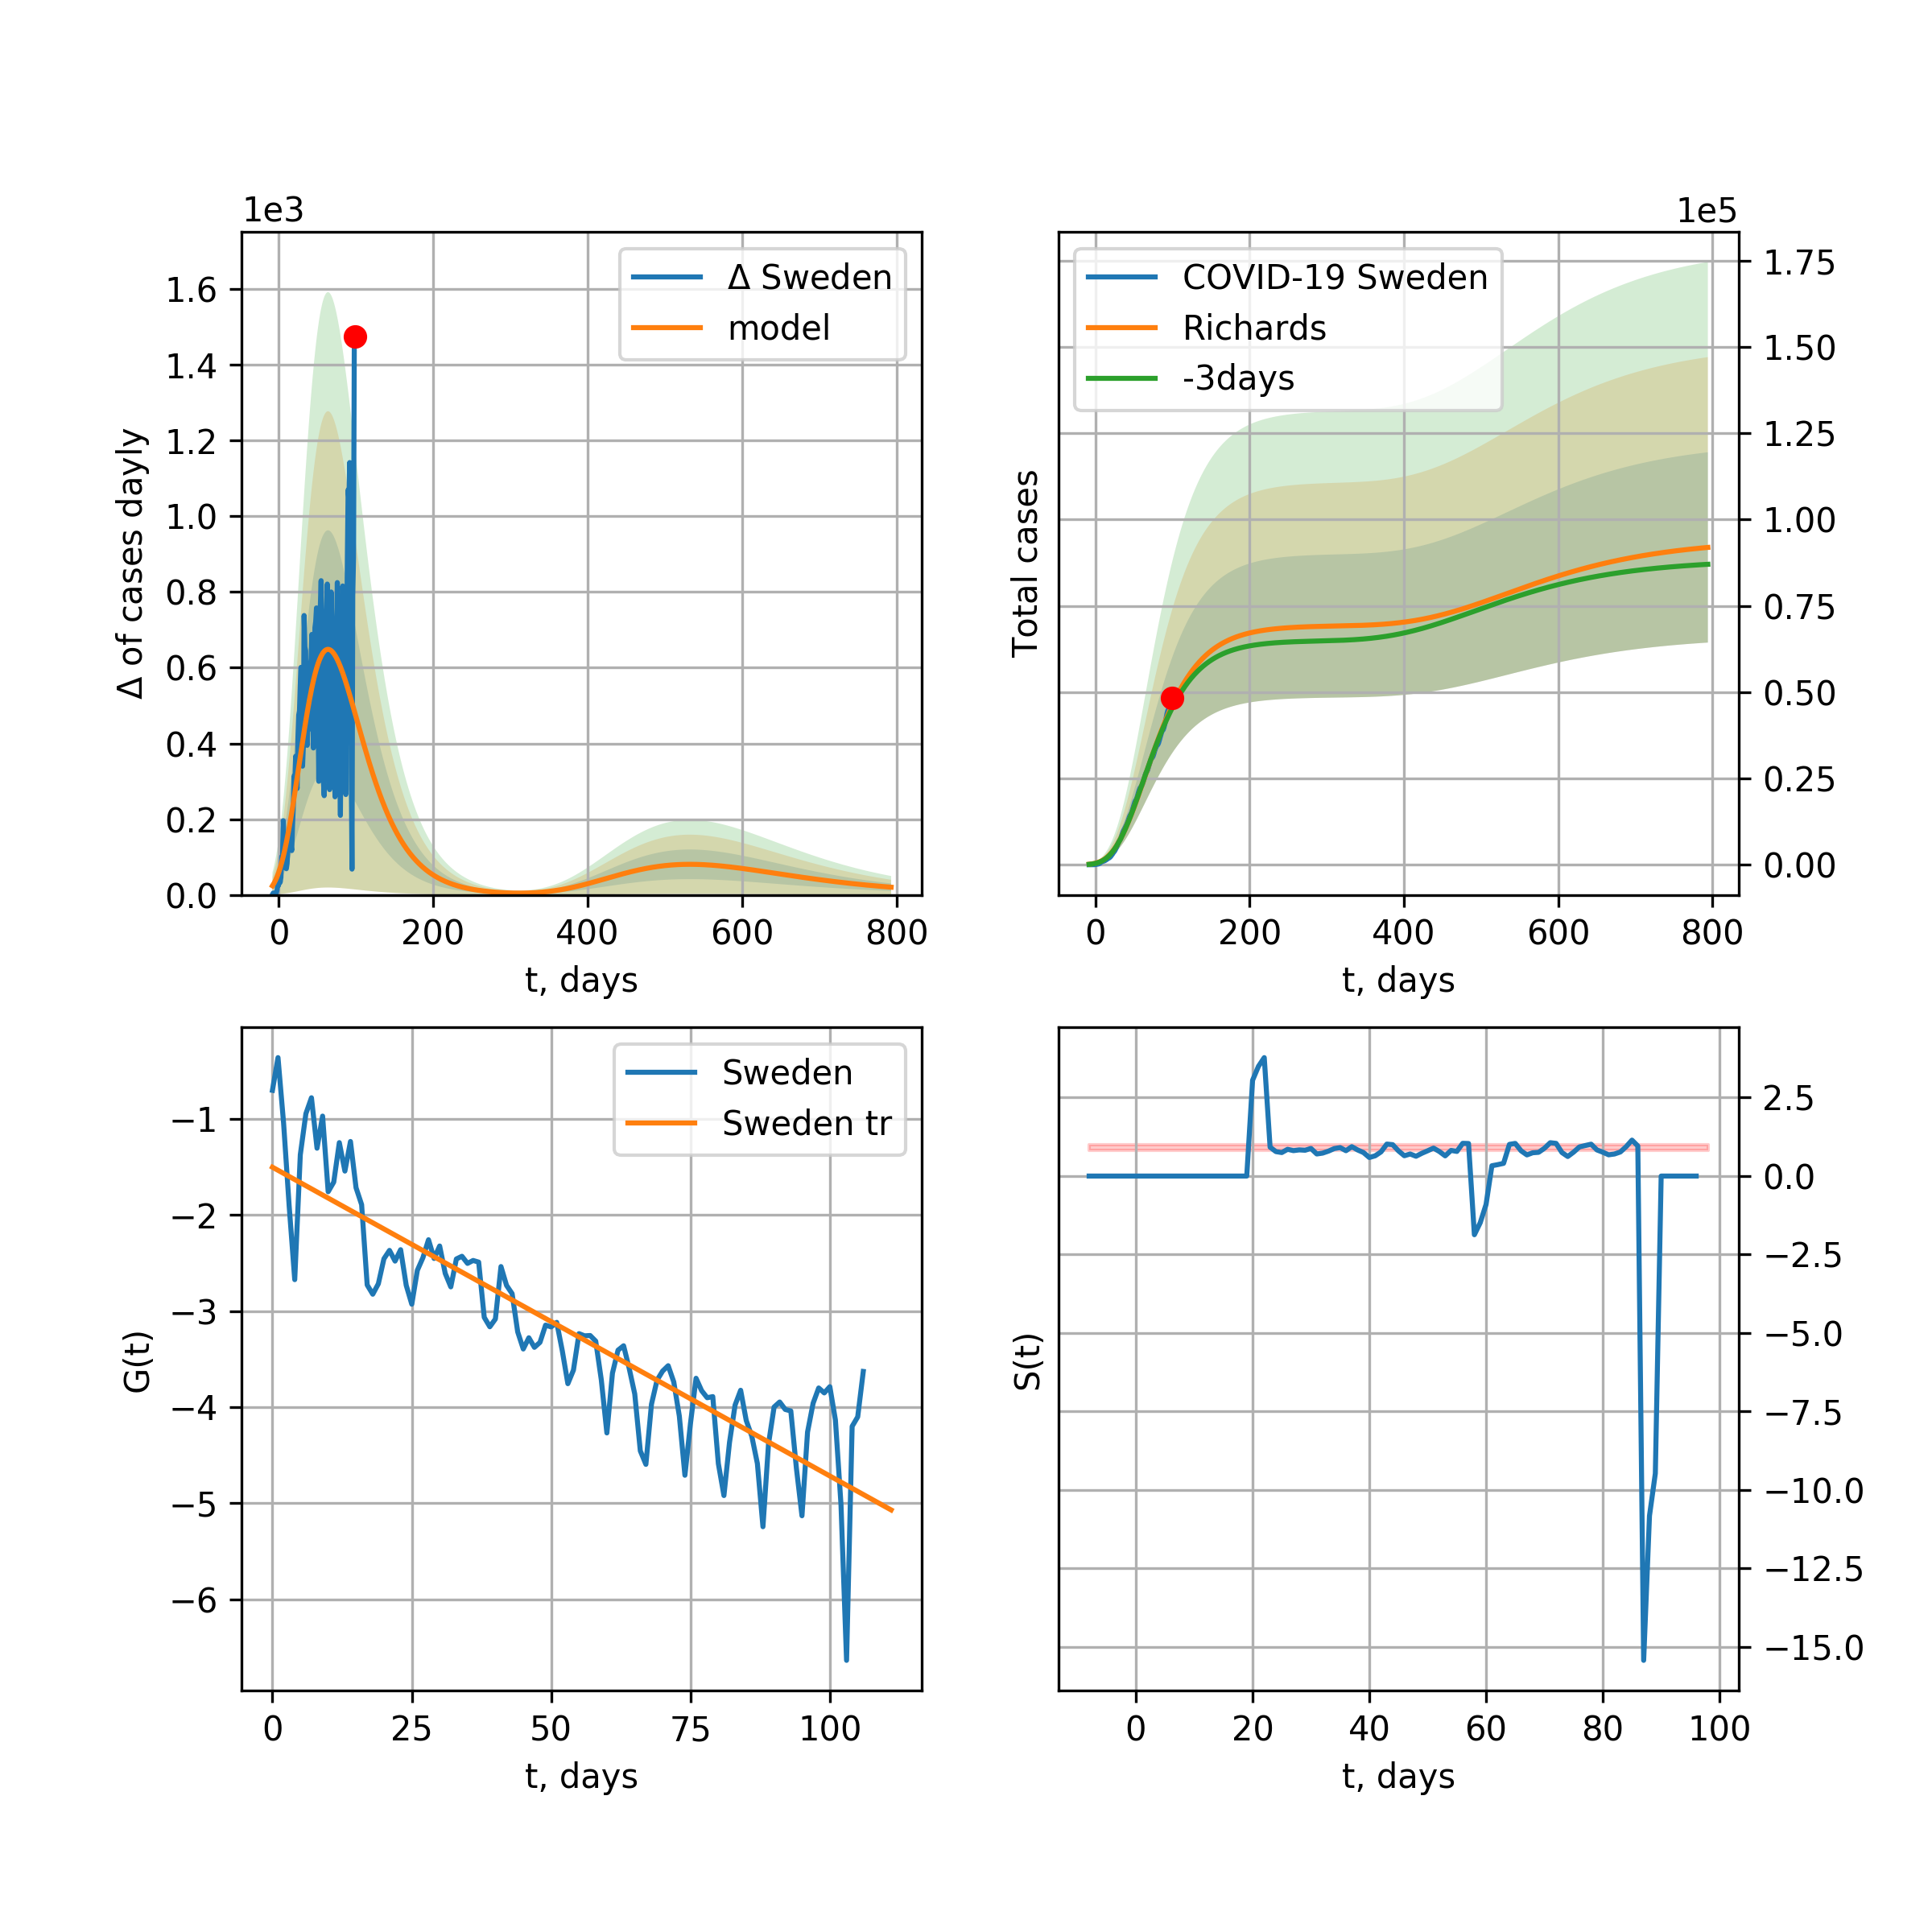 1e3
Δ Sweden
model
1.6
1.4
1.2
1.0
0.8
0.6
0.4
0.2
0.0
Δ of cases dayly
0 200 400 600 800
t, days
1e5
COVID-19 Sweden
Richards
-3days
1.75
1.50
1.25
1.00
0.75
0.50
0.25
0.00
Total cases
0 200 400 600 800
t, days
Sweden
Sweden tr
−1
−2
−3
−4
−5
−6
G(t)
0 25 50 75 100
t, days
2.5
0.0
−2.5
−5.0
−7.5
−10.0
−12.5
−15.0
S(t)
0 20 40 60 80 100
t, days